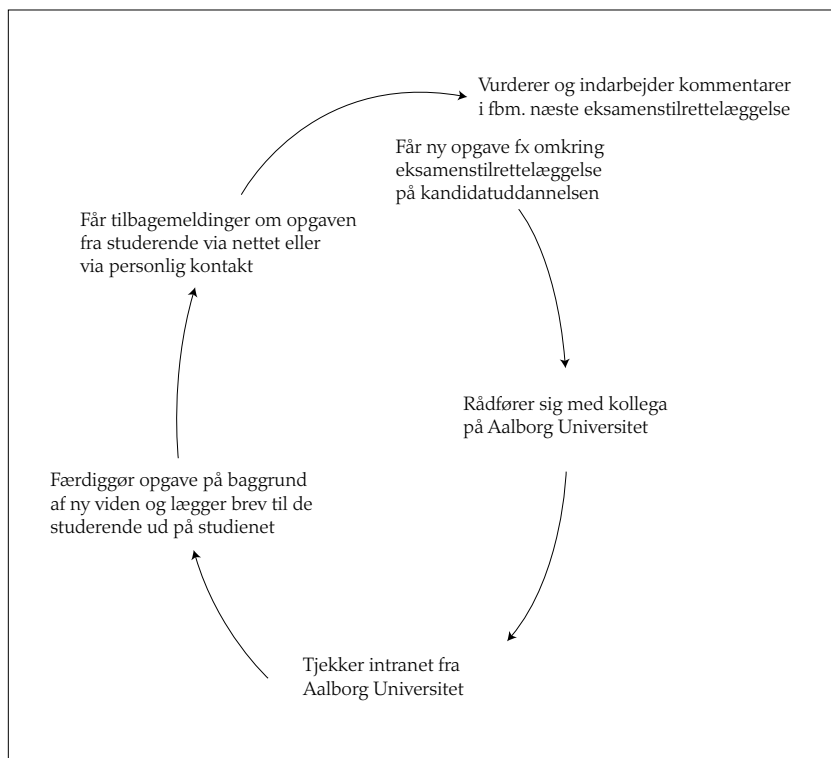 Vurderer og indarbejder kommentarer
i fbm. næste eksamenstilrettelæggelse
Får ny opgave fx omkring
eksamenstilrettelæggelse
på kandidatuddannelsen
Rådfører sig med kollega
på Aalborg Universitet
Tjekker intranet fra
Aalborg Universitet
Færdiggør opgave på baggrund
af ny viden og lægger brev til de
studerende ud på studienet
Får tilbagemeldinger om opgaven
fra studerende via nettet eller
via personlig kontakt